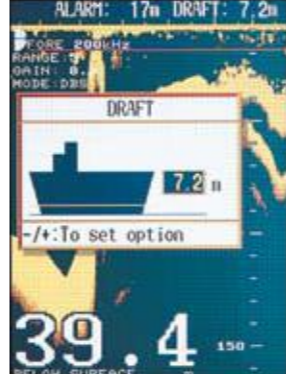 ALARM: 17m DRAFT: 7.2m
FORE 200kHz
RANGE:
GAIN:
MODE:DBS
DRAFT
7.2 m
-/+:To set option
39.4
150
BELOW SURFACE